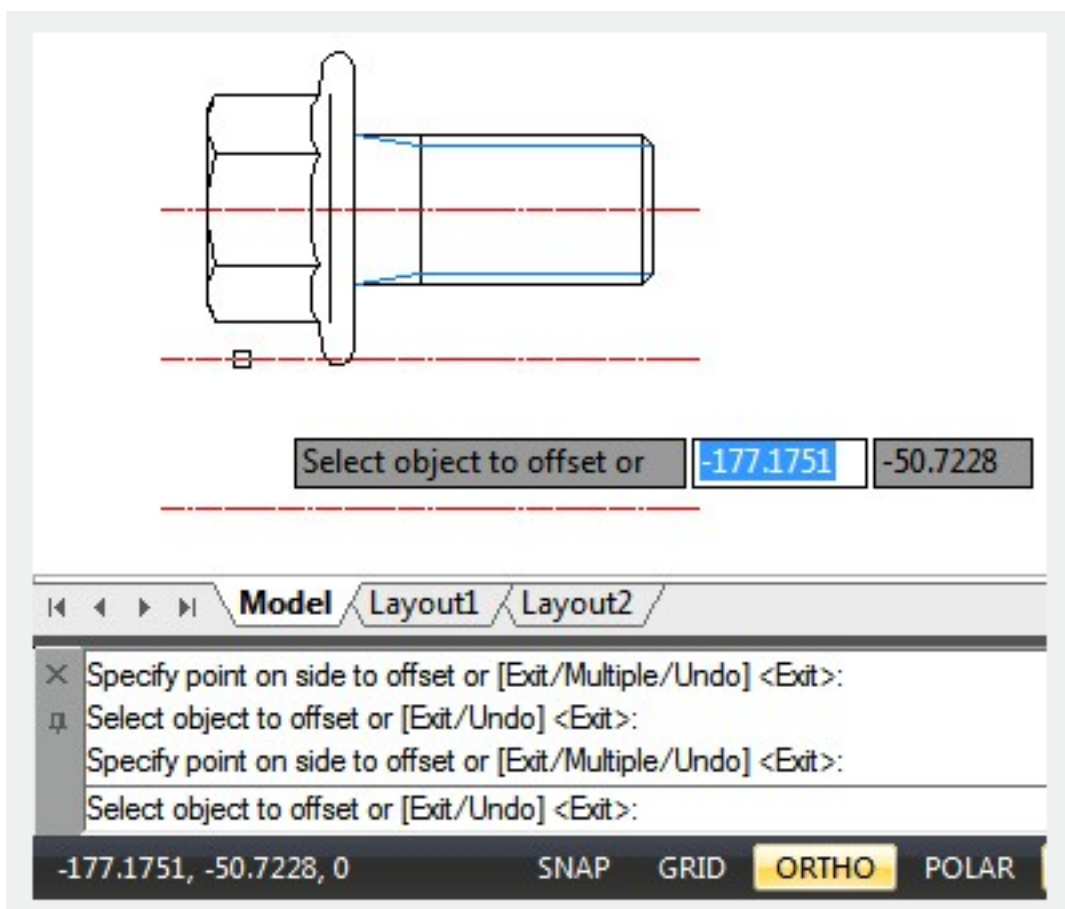 Select object to offset or -177.1751 -50.7228
Model Layout1 Layout2
Specify point on side to offset or [Exit/Multiple/Undo] <Exit>:
Select object to offset or [Exit/Undo] <Exit>:
Specify point on side to offset or [Exit/Multiple/Undo] <Exit>:
Select object to offset or [Exit/Undo] <Exit>:
-177.1751, -50.7228, 0 SNAP GRID ORTHO POLAR